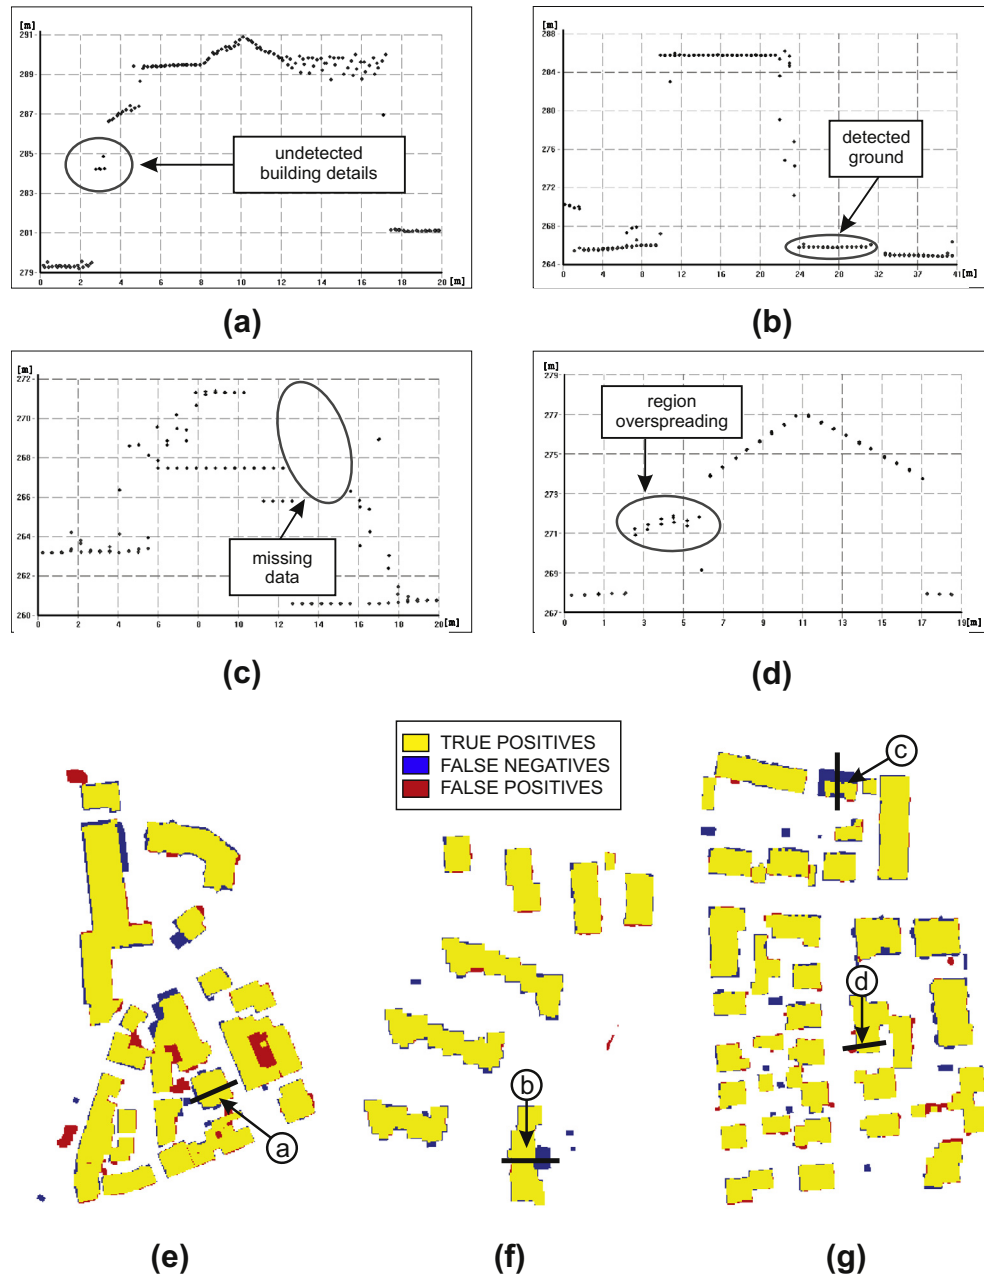 [m]
291
289
287
285
283
281
279
0 2 4 6 8 10 12 14 16 18 20
[m]
undetected
building details
(a)
[m]
288
284
280
276
272
268
264
0 4 8 12 16 20 24 28 32 36 41
[m]
detected
ground
(b)
[m]
272
270
268
266
263
261
260
0 2 4 6 8 10 12 14 16 18 20
[m]
missing
data
(c)
[m]
279
277
275
273
271
269
267
0 1 3 5 7 9 11 13 15 17 19
[m]
region
overspreading
(d)
TRUE POSITIVES
FALSE NEGATIVES
FALSE POSITIVES
a
b
c
d
(e)
(f)
(g)